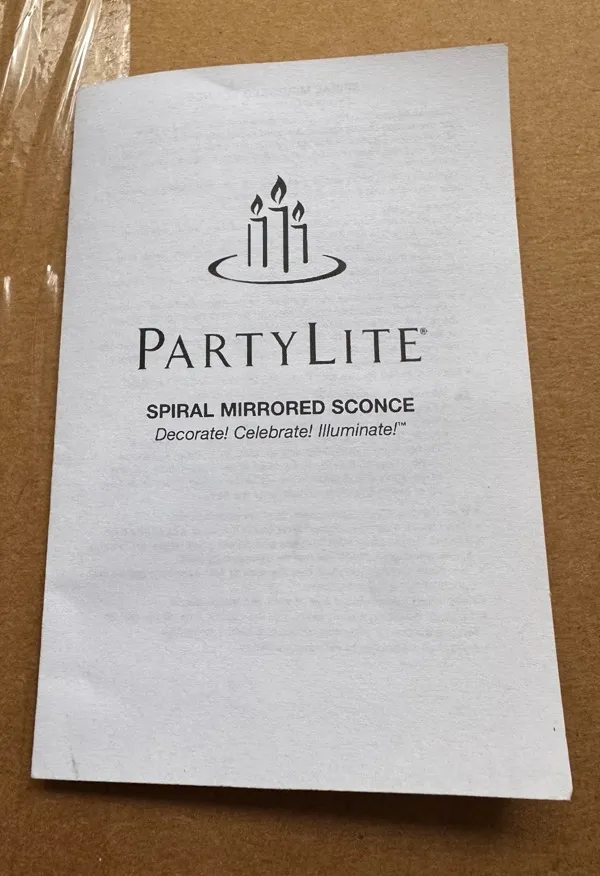 PARTYLITE®
SPIRAL MIRRORED SCONCE
Decorate! Celebrate! Illuminate!™